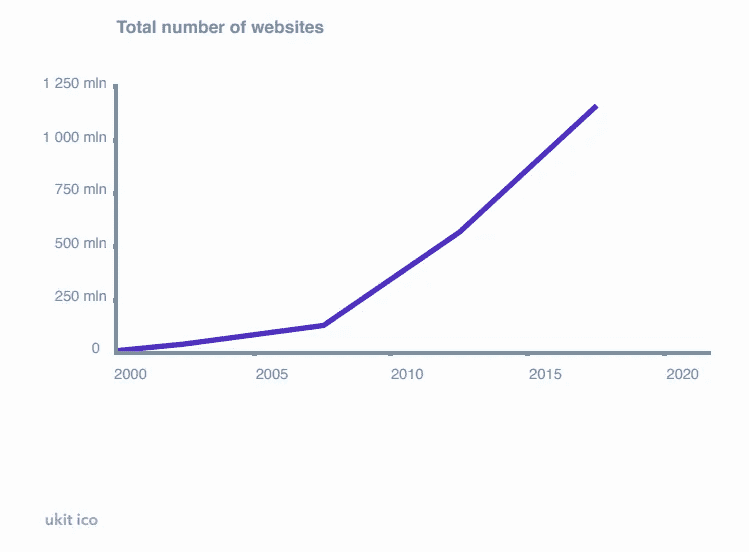 Total number of websites
1 250 mln
1 000 mln
750 mln
500 mln
250 mln
0
2000 2005 2010 2015 2020
ukit ico